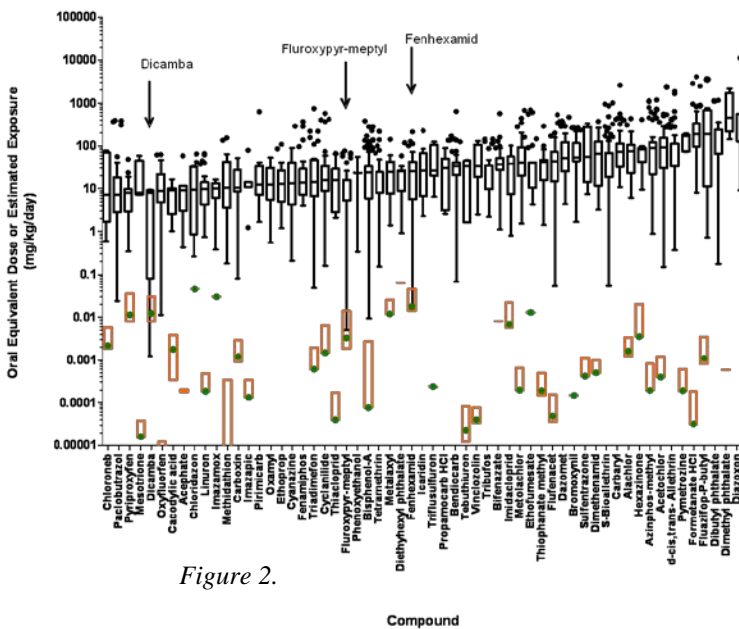 100000
10000
1000
100
10
1
0.1
0.01
0.001
0.0001
0.00001
Oral Equivalent Dose or Estimated Exposure
(mg/kg/day)
Dicamba
Fluroxypyr-meptyl
Fenhexamid
Chloroneb
Paclobutrazol
Pyriproxyfen
Mesotrione
Dicamba
Oxyfluorfen
Cacodylic acid
Acephate
Chloridazon
Linuron
Imazamox
Methidathion
Carboxin
Imazapic
Pirimicarb
Oxamyl
Ethoprop
Cyanazine
Fenamiphos
Triadimefon
Cyclanilide
Thiacloprid
Fluroxypyr-meptyl
Phenoxyethanol
Bisphenol-A
Tetramethrin
Metalaxyl
Diethyhexyl phthalate
Fenhexamid
Triflusulfuron
Propamocarb HCl
Bendiocarb
Tebuthiuron
Vinclozolin
Tribufos
Bifenazate
Imidacloprid
Metolachlor
Ethofumesate
Thiophanate methyl
Flufenacet
Dazomet
Bromoxynil
Sulfentrazone
Dimethenamid
S-Bioallethrin
Carbaryl
Alachlor
Hexazinone
Azinphos-methyl
Acetochlor
d-cis,trans-Allethrin
Pymetrozine
Formetanate HCl
Fluazifop-P-butyl
Dibutyl phthalate
Dimethyl phthalate
Diazoxon
Figure 2.
Compound